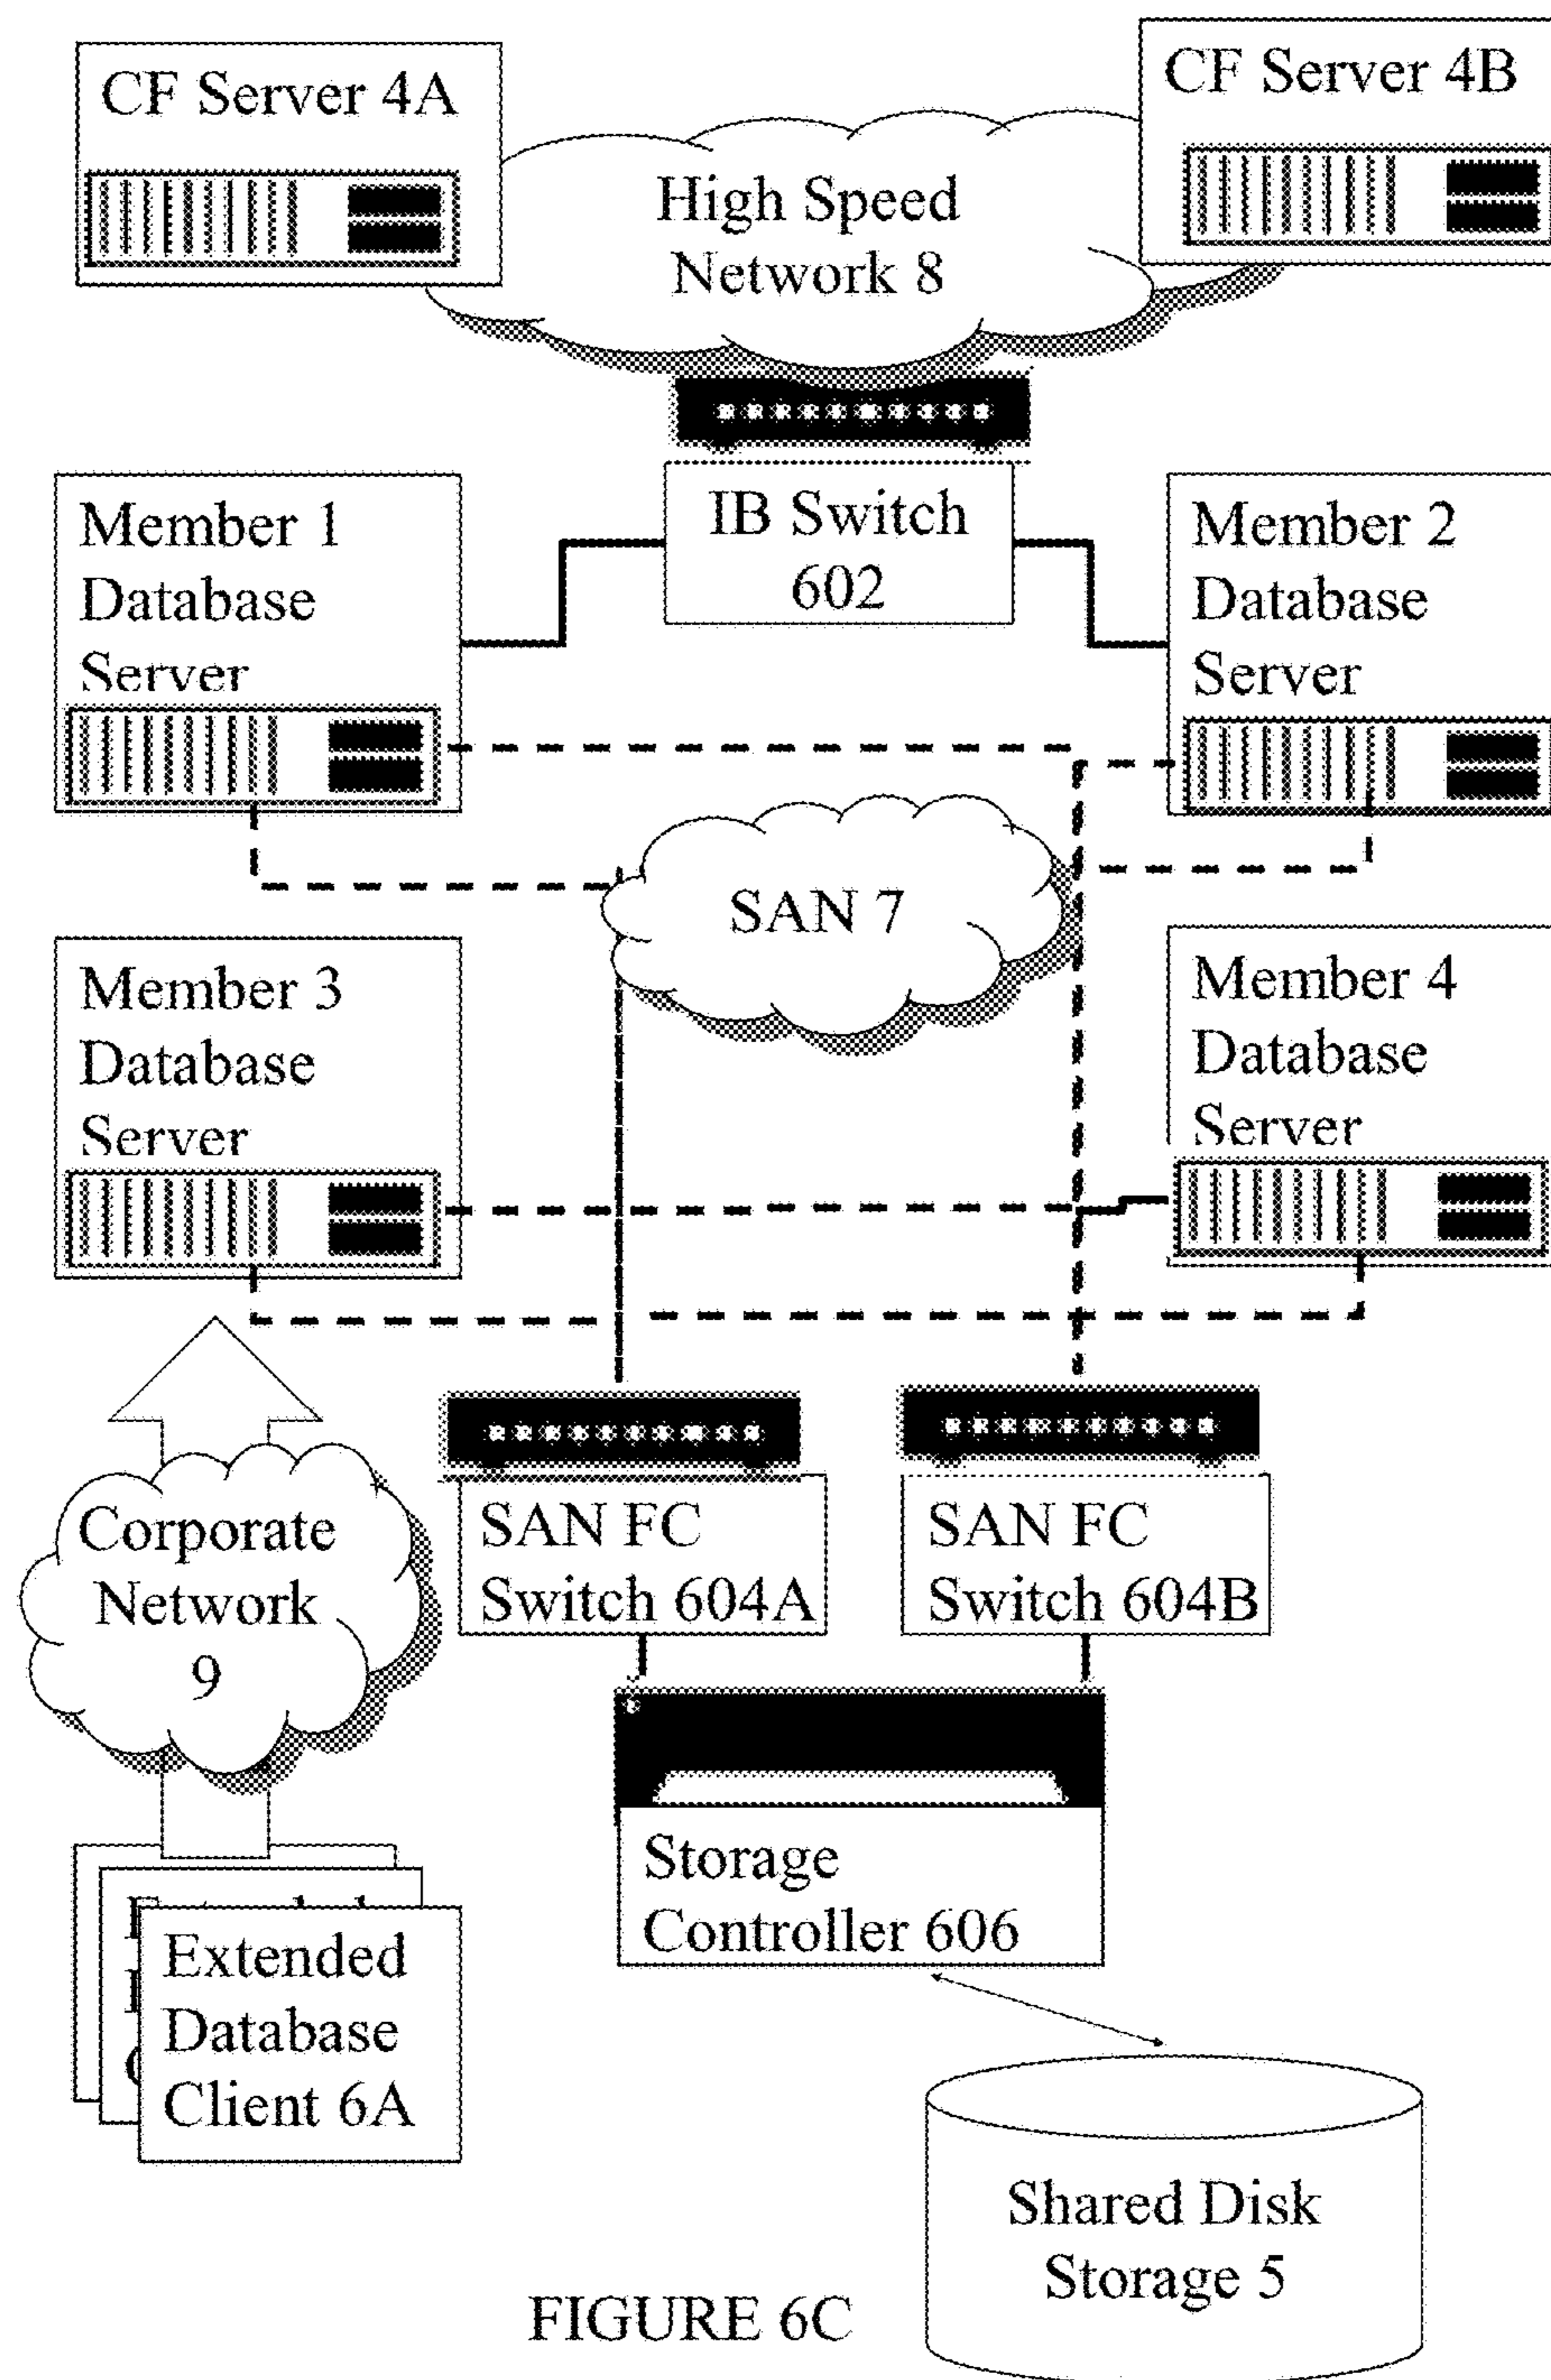 CF Server 4A
CF Server 4B
High Speed
Network 8
IB Switch
602
Member 1
Database
Server
Member 2
Database
Server
SAN 7
Member 3
Database
Server
Member 4
Database
Server
SAN FC
Switch 604A
SAN FC
Switch 604B
Corporate
Network
9
Storage
Controller 606
Extended
Database
Client 6A
Shared Disk
Storage 5
FIGURE 6C